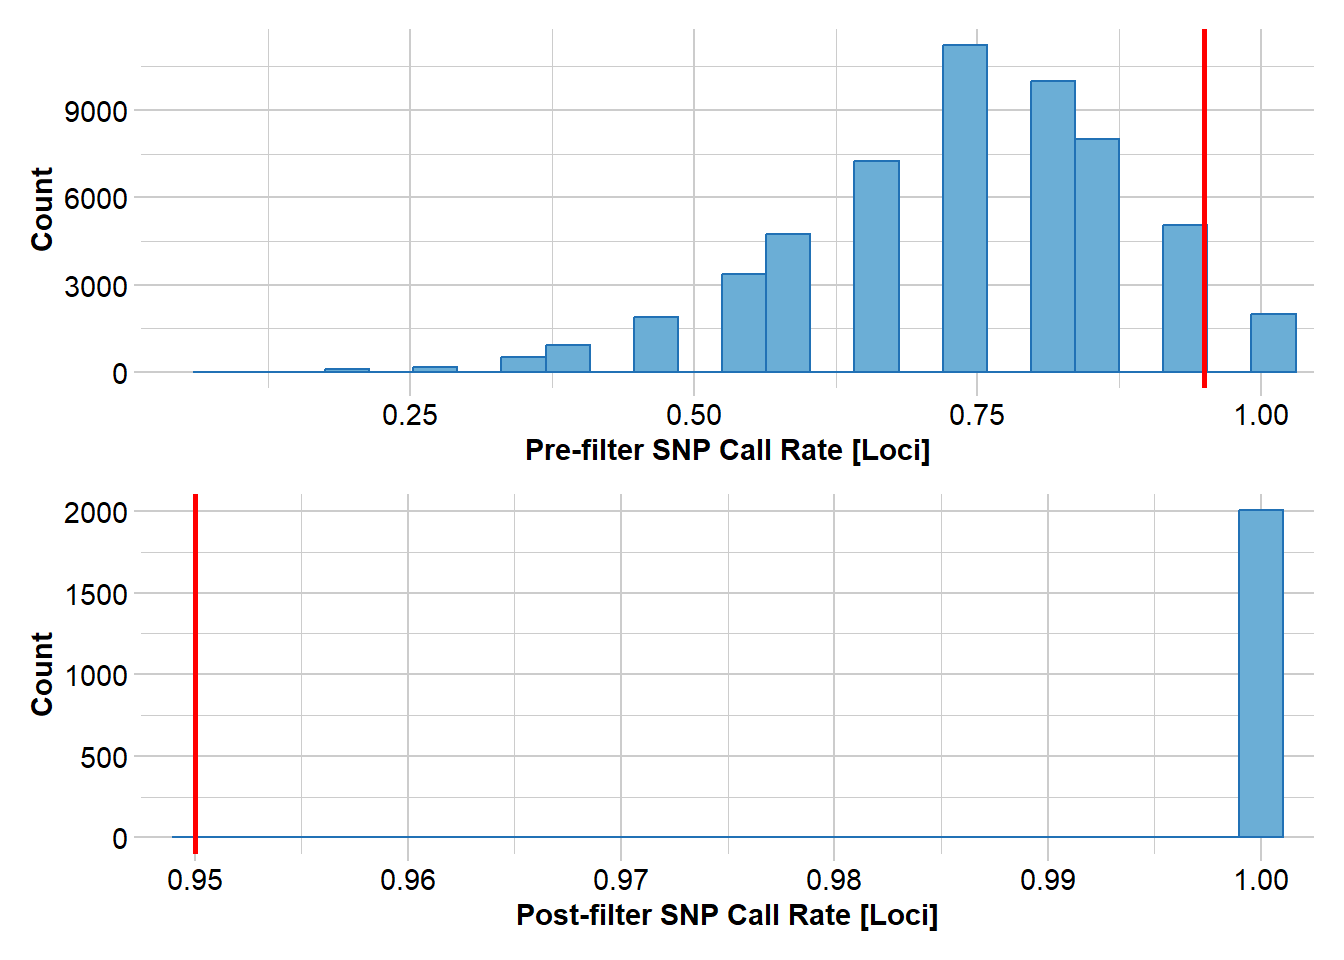 9000
6000
3000
0
Count
0.25 0.50 0.75 1.00
Pre-filter SNP Call Rate [Loci]
2000
1500
1000
500
0
Count
0.95 0.96 0.97 0.98 0.99 1.00
Post-filter SNP Call Rate [Loci]